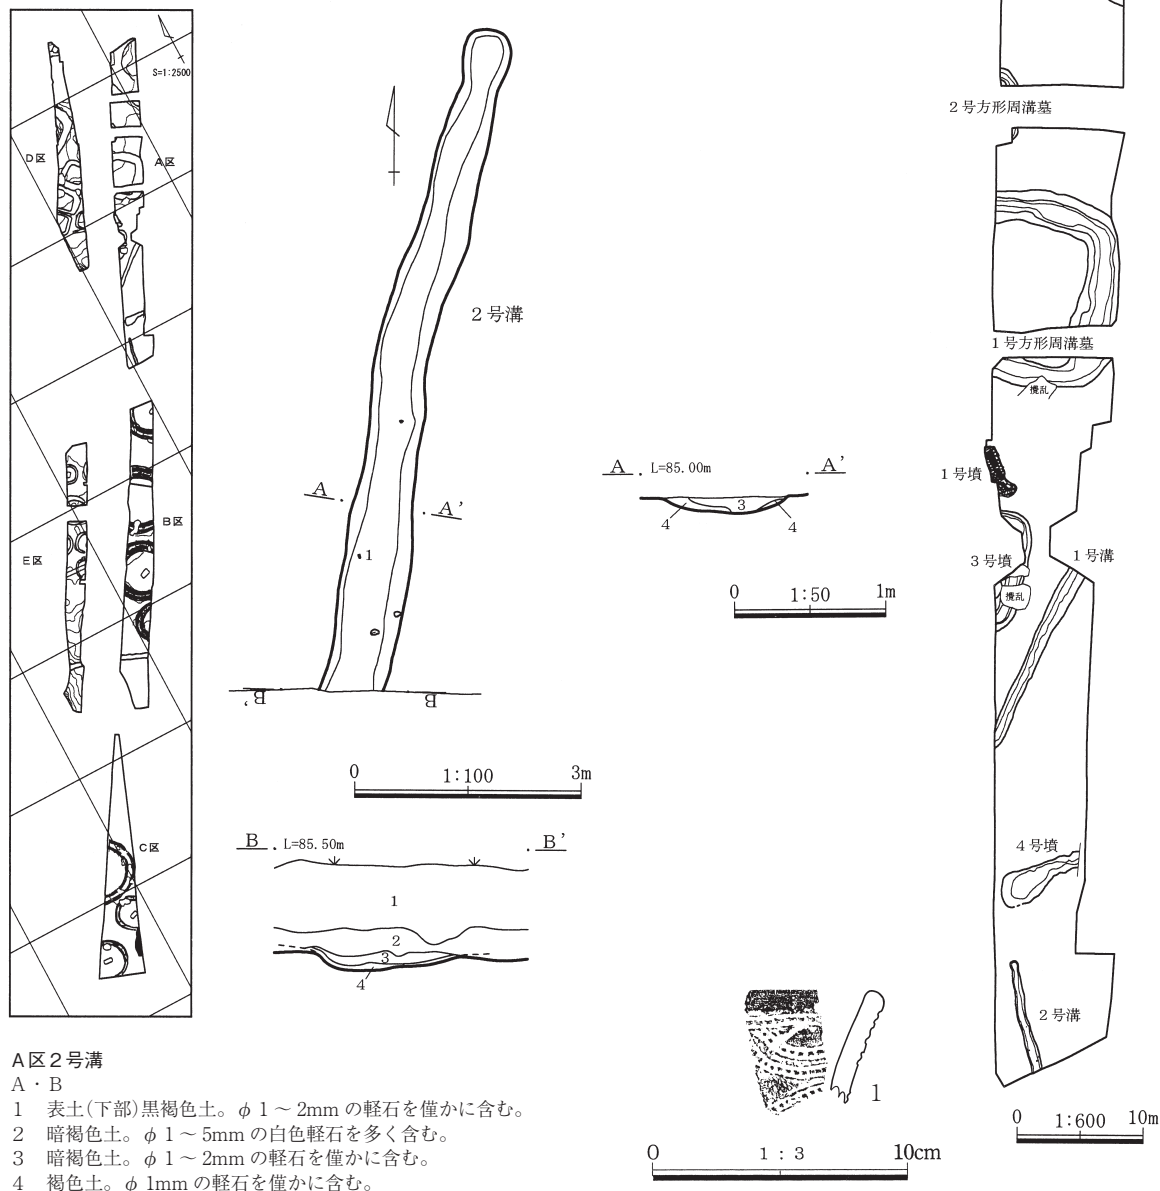 S=1:2500
D区
A区
B区
E区
C区
2号溝
A
A'
1
B'
B
0 1:100 3m
B L=85.50m B'
1
2
3
4
A L=85.00m A'
3
4 4
0 1:50 1m
2号方形周溝墓
1号方形周溝墓
攪乱
1号墳
3号墳
1号溝
攪乱
4号墳
2号溝
0 1:600 10m
1
0 1:3 10cm
A区2号溝
A・B
1 表土(下部)黒褐色土。φ1～2mmの軽石を僅かに含む。
2 暗褐色土。φ1～5mmの白色軽石を多く含む。
3 暗褐色土。φ1～2mmの軽石を僅かに含む。
4 褐色土。φ1mmの軽石を僅かに含む。